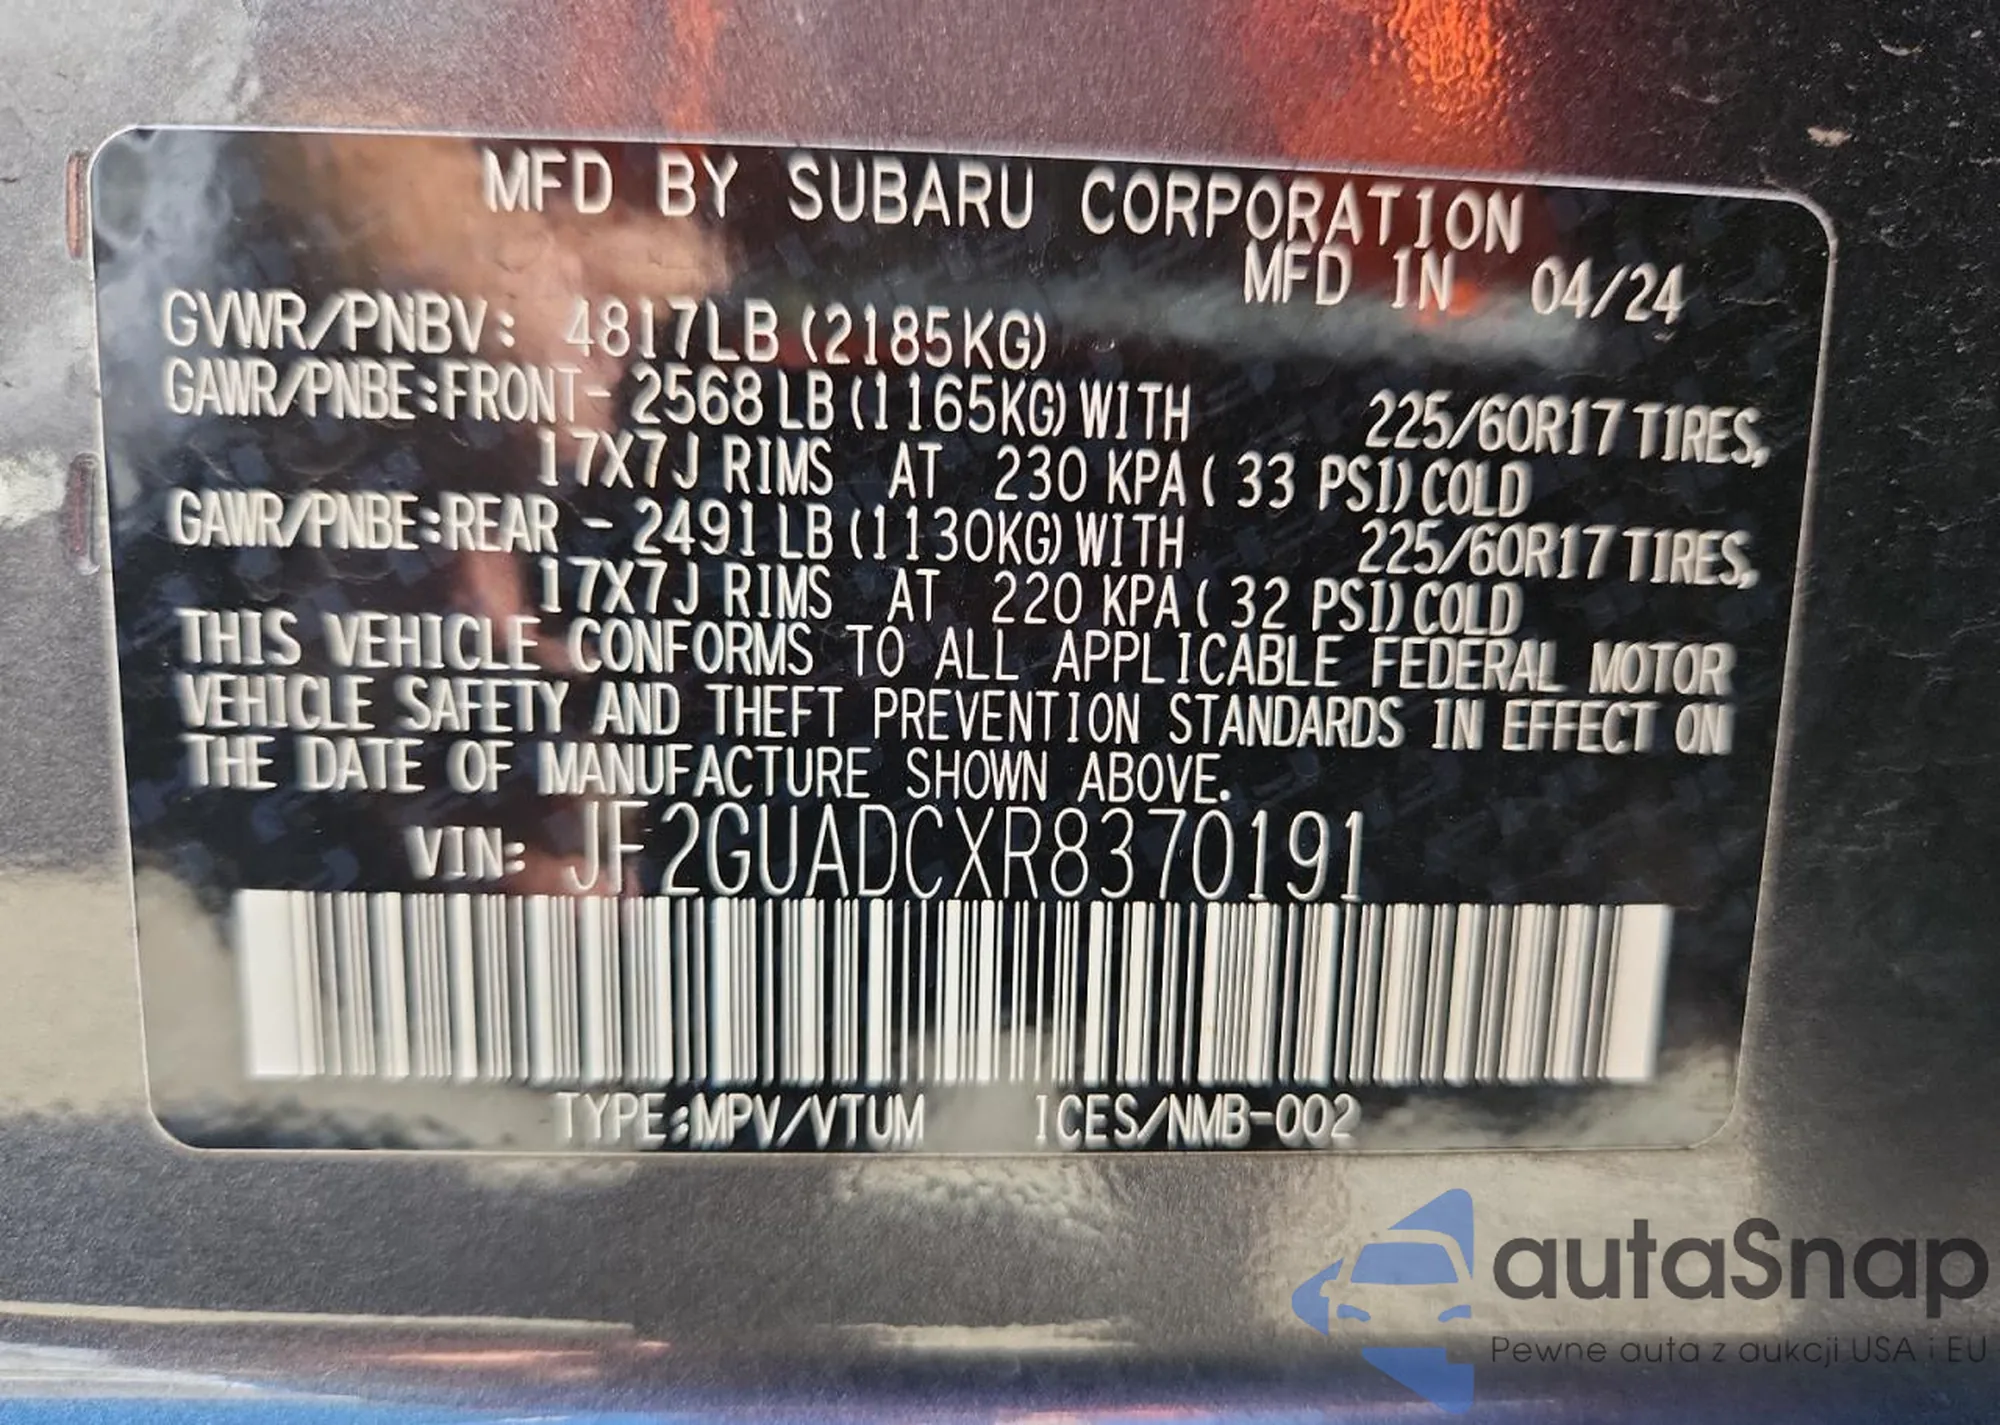 MFD BY SUBARU CORPORATION
MFD IN 04/24
GVWR/PNBV: 4817LB (2185KG)
GAWR/PNBE:FRONT- 2568LB (1165KG) WITH 225/60R17 TIRES,
17X7J RIMS AT 230 KPA ( 33 PSI) COLD
GAWR/PNBE:REAR - 2491LB (1130KG) WITH 225/60R17 TIRES,
17X7J RIMS AT 220 KPA ( 32 PSI) COLD
THIS VEHICLE CONFORMS TO ALL APPLICABLE FEDERAL MOTOR
VEHICLE SAFETY AND THEFT PREVENTION STANDARDS IN EFFECT ON
THE DATE OF MANUFACTURE SHOWN ABOVE.
VIN: JF2GUADCXR8370191
TYPE:MPV/VTUM ICES/NMB-002
autaSnap
Pewne auta z aukcji USA i EU